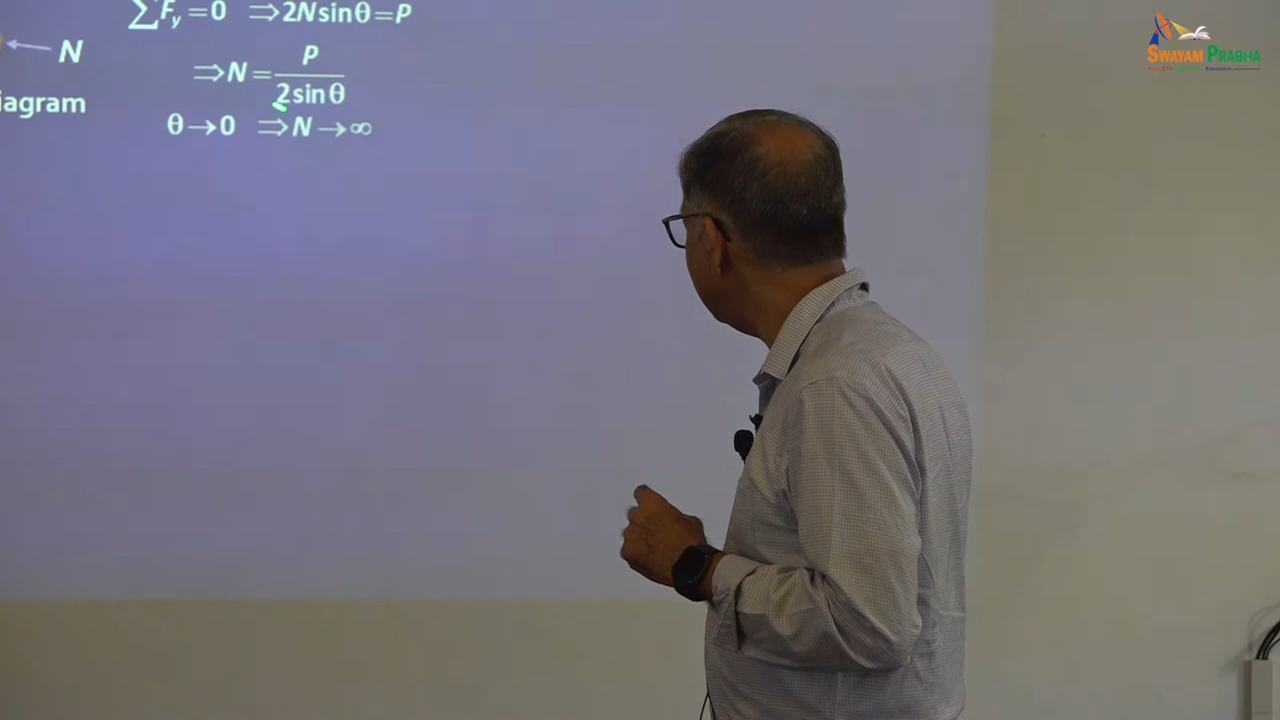 ∑F_y = 0 ⇒ 2N sin θ = P
N
⇒ N = P / (2 sin θ)
iagram
θ → 0 ⇒ N → ∞
SWAYAM PRABHA